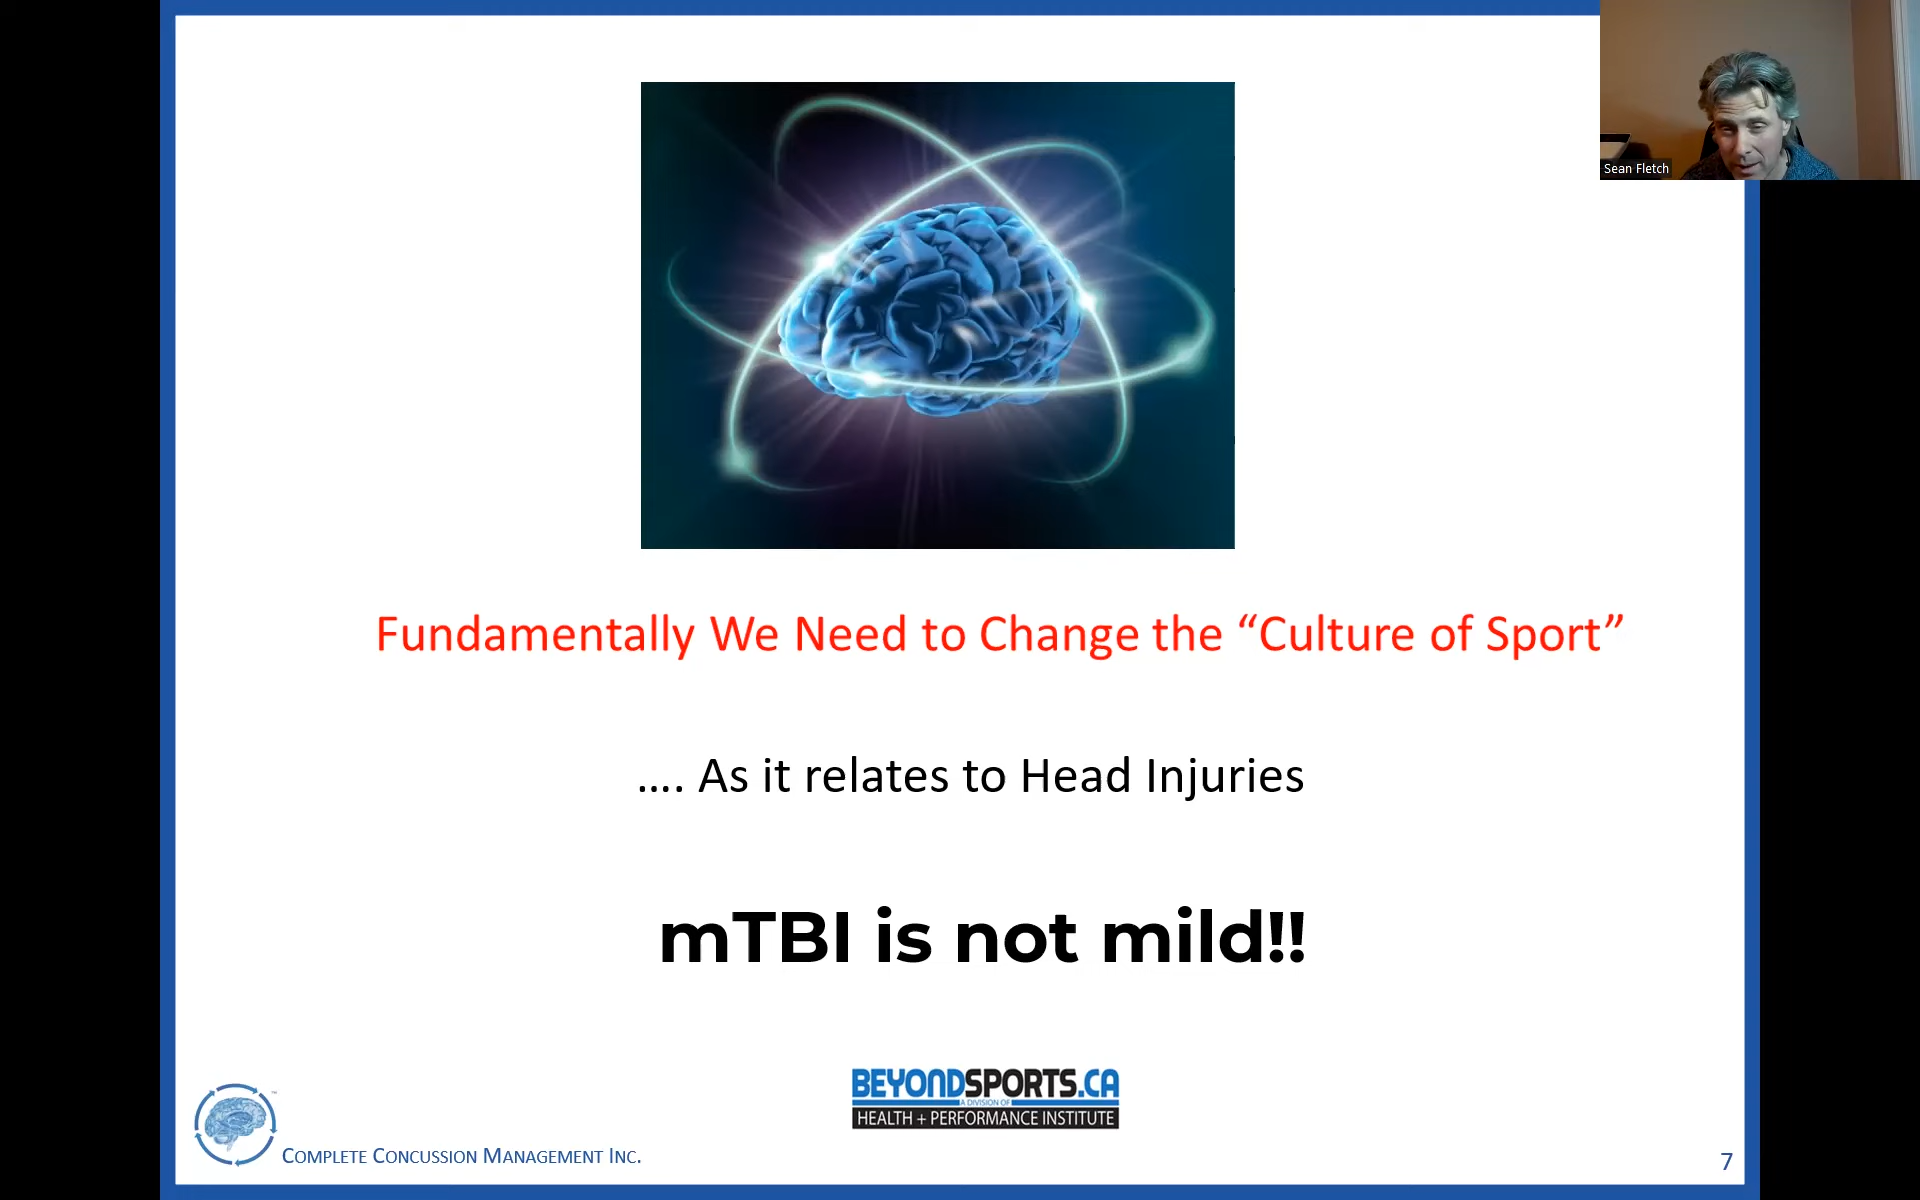 Sean Fletch
Fundamentally We Need to Change the “Culture of Sport”
.... As it relates to Head Injuries
mTBI is not mild!!
BEYONDSPORTS.CA
A DIVISION OF
HEALTH + PERFORMANCE INSTITUTE
COMPLETE CONCUSSION MANAGEMENT INC.
7